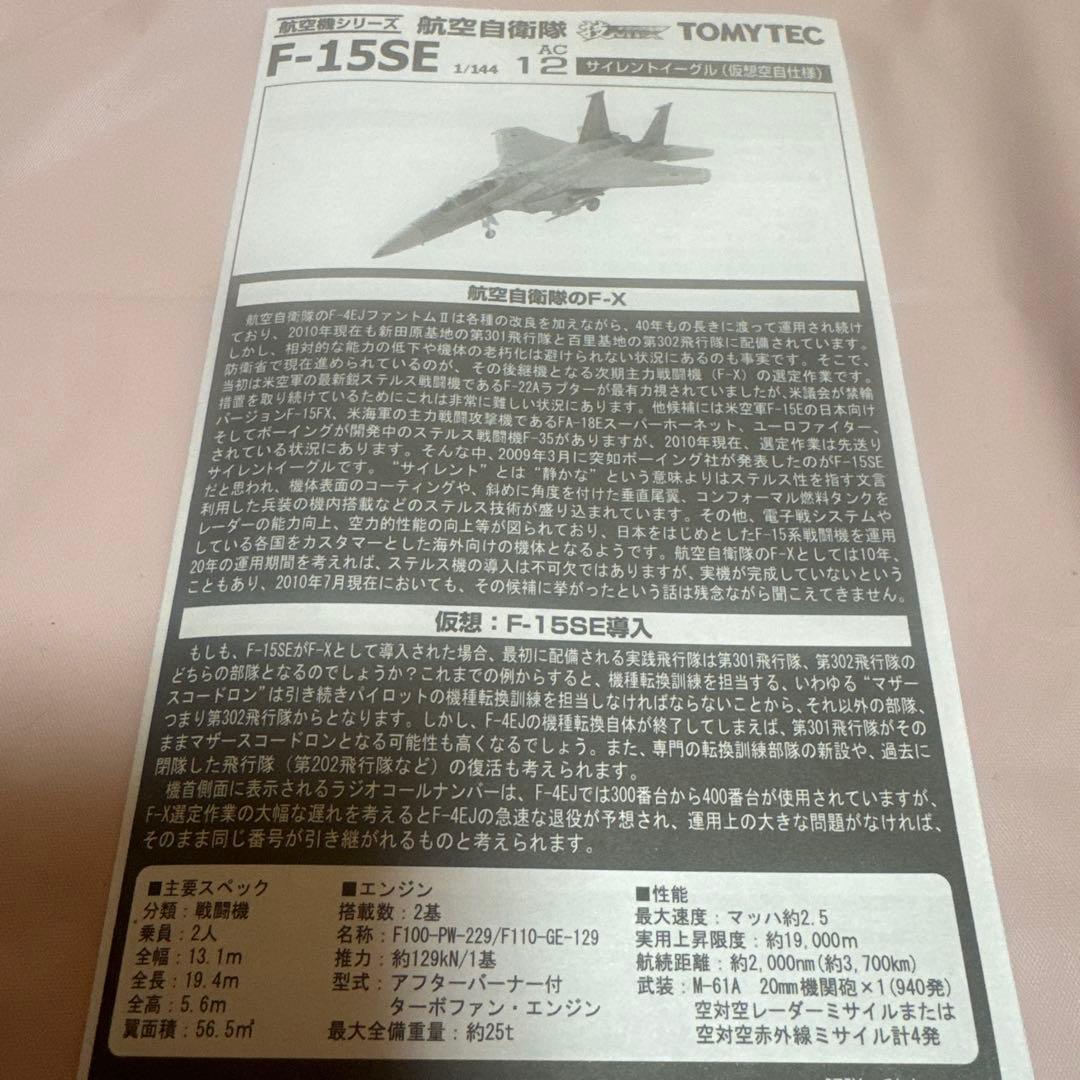 航空機シリーズ 航空自衛隊 技MIX TOMYTEC
F-15SE 1/144 AC 12 サイレントイーグル(仮想空自仕様)
航空自衛隊のF-X
航空自衛隊のF-4EJファントムⅡは各種の改良を加えながら、40年もの長きに渡って運用され続け
ており、2010年現在も新田原基地の第301飛行隊と百里基地の第302飛行隊に配備されています。
しかし、相対的な能力の低下や機体の老朽化は避けられない状況にあるのも事実です。そこで、
防衛省で現在進められているのが、その後継機となる次期主力戦闘機（F-X）の選定作業です。
当初は米空軍の最新鋭ステルス戦闘機であるF-22Aラプターが最有力視されていましたが、米議会が禁輸
措置を取り続けているためにこれは非常に難しい状況にあります。他候補には米空軍F-15Eの日本向け
バージョンF-15FX、米海軍の主力戦闘攻撃機であるFA-18Eスーパーホーネット、ユーロファイター、
そしてボーイングが開発中のステルス戦闘機F-35がありますが、2010年現在、選定作業は先送り
されている状況にあります。そんな中、2009年3月に突如ボーイング社が発表したのがF-15SE
サイレントイーグルです。“サイレント”とは“静かな”という意味よりはステルス性を指す文言
だと思われ、機体表面のコーティングや、斜めに角度を付けた垂直尾翼、コンフォーマル燃料タンクを
利用した兵装の機内搭載などのステルス技術が盛り込まれています。その他、電子戦システムや
レーダーの能力向上、空力的性能の向上等が図られており、日本をはじめとしたF-15系戦闘機を運用
している各国をカスタマーとした海外向けの機体となるようです。航空自衛隊のF-Xとしては10年、
20年の運用期間を考えれば、ステルス機の導入は不可欠ではありますが、実機が完成していないという
こともあり、2010年7月現在においても、その候補に挙がったという話は残念ながら聞こえてきません。
仮想：F-15SE導入
もしも、F-15SEがF-Xとして導入された場合、最初に配備される実践飛行隊は第301飛行隊、第302飛行隊の
どちらの部隊となるのでしょうか？これまでの例からすると、機種転換訓練を担当する、いわゆる“マザー
スコードロン”は引き続きパイロットの機種転換訓練を担当しなければならないことから、それ以外の部隊、
つまり第302飛行隊からとなります。しかし、F-4EJの機種転換自体が終了してしまえば、第301飛行隊がその
ままマザースコードロンとなる可能性も高くなるでしょう。また、専門の転換訓練部隊の新設や、過去に
閉隊した飛行隊（第202飛行隊など）の復活も考えられます。
機首側面に表示されるラジオコールナンバーは、F-4EJでは300番台から400番台が使用されていますが、
F-X選定作業の大幅な遅れを考えるとF-4EJの急速な退役が予想され、運用上の大きな問題がなければ、
そのまま同じ番号が引き継がれるものと考えられます。
■主要スペック
分類：戦闘機
乗員：2人
全幅：13.1m
全長：19.4m
全高：5.6m
翼面積：56.5㎡
■エンジン
搭載数：2基
名称：F100-PW-229/F110-GE-129
推力：約129kN/1基
型式：アフターバーナー付
ターボファン・エンジン
最大全備重量：約25t
■性能
最大速度：マッハ約2.5
実用上昇限度：約19,000m
航続距離：約2,000nm(約3,700km)
武装：M-61A 20mm機関砲×1(940発)
空対空レーダーミサイルまたは
空対空赤外線ミサイル計4発